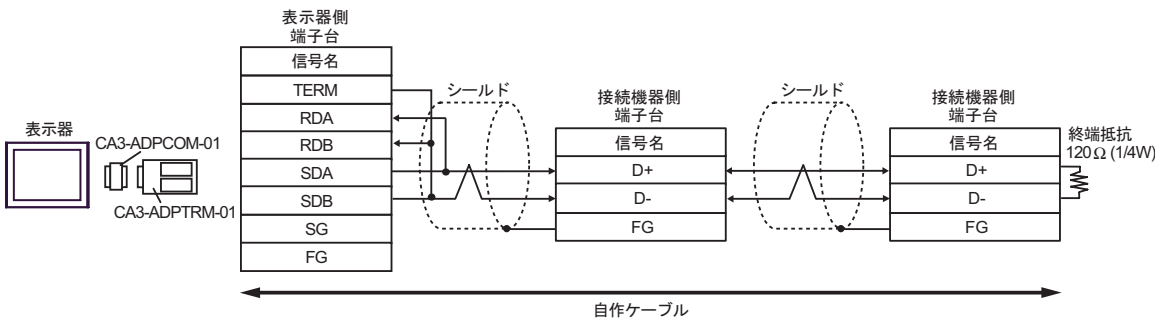 表示器
CA3-ADPCOM-01
CA3-ADPTRM-01
表示器側
端子台
信号名
TERM
RDA
RDB
SDA
SDB
SG
FG
シールド
接続機器側
端子台
信号名
D+
D-
FG
シールド
接続機器側
端子台
信号名
D+
D-
FG
終端抵抗
120Ω (1/4W)
自作ケーブル